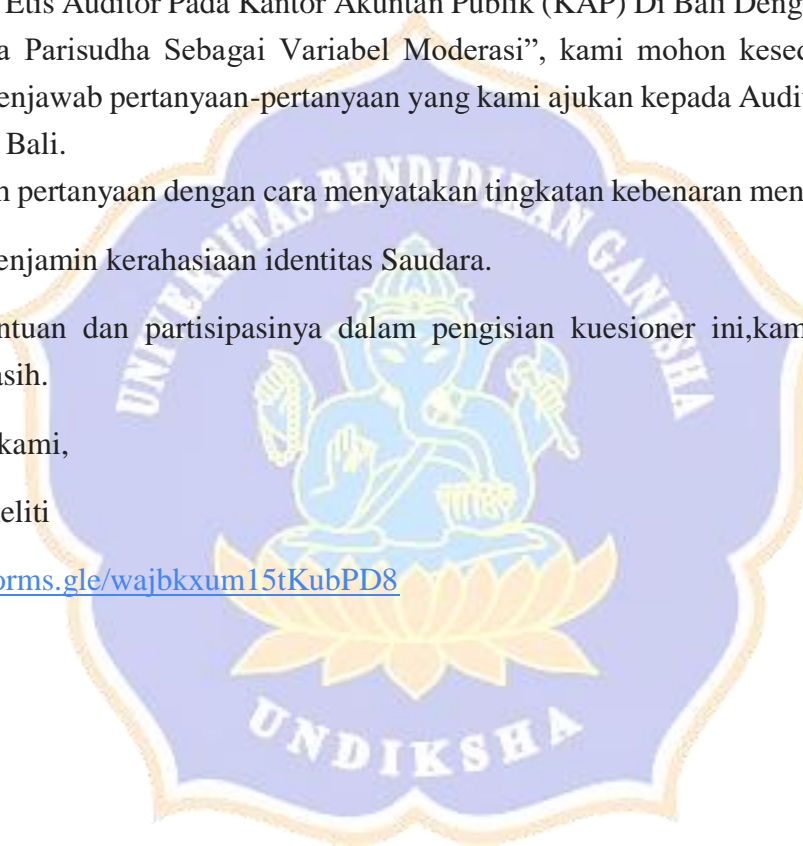 Etis Auditor Pada Kantor Akuntan Publik (KAP) Di Bali Deng
a Parisudha Sebagai Variabel Moderasi”, kami mohon kesed
enjawab pertanyaan-pertanyaan yang kami ajukan kepada Audit
Bali.
n pertanyaan dengan cara menyatakan tingkatan kebenaran men
enjamin kerahasiaan identitas Saudara.
ntuan dan partisipasinya dalam pengisian kuesioner ini,kam
asih.
kami,
eliti
orms.gle/wajbkxum15tKubPD8
UNIVERSITAS PENDIDIKAN GANESHA
UNDIKSHA